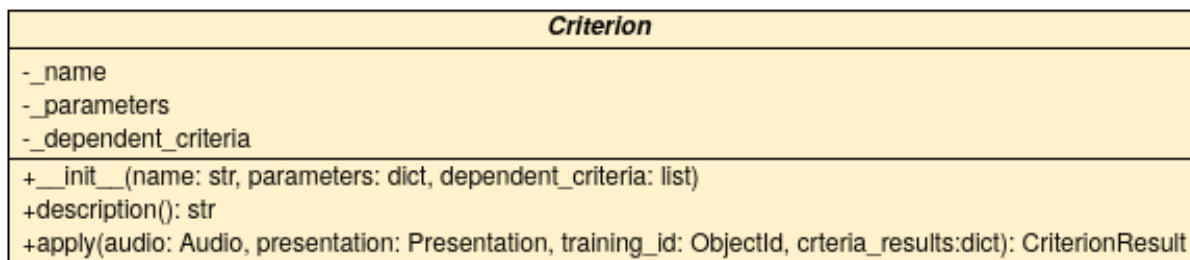 Criterion
-_name
-_parameters
-_dependent_criteria
+__init__(name: str, parameters: dict, dependent_criteria: list)
+description(): str
+apply(audio: Audio, presentation: Presentation, training_id: ObjectId, crteria_results:dict): CriterionResult